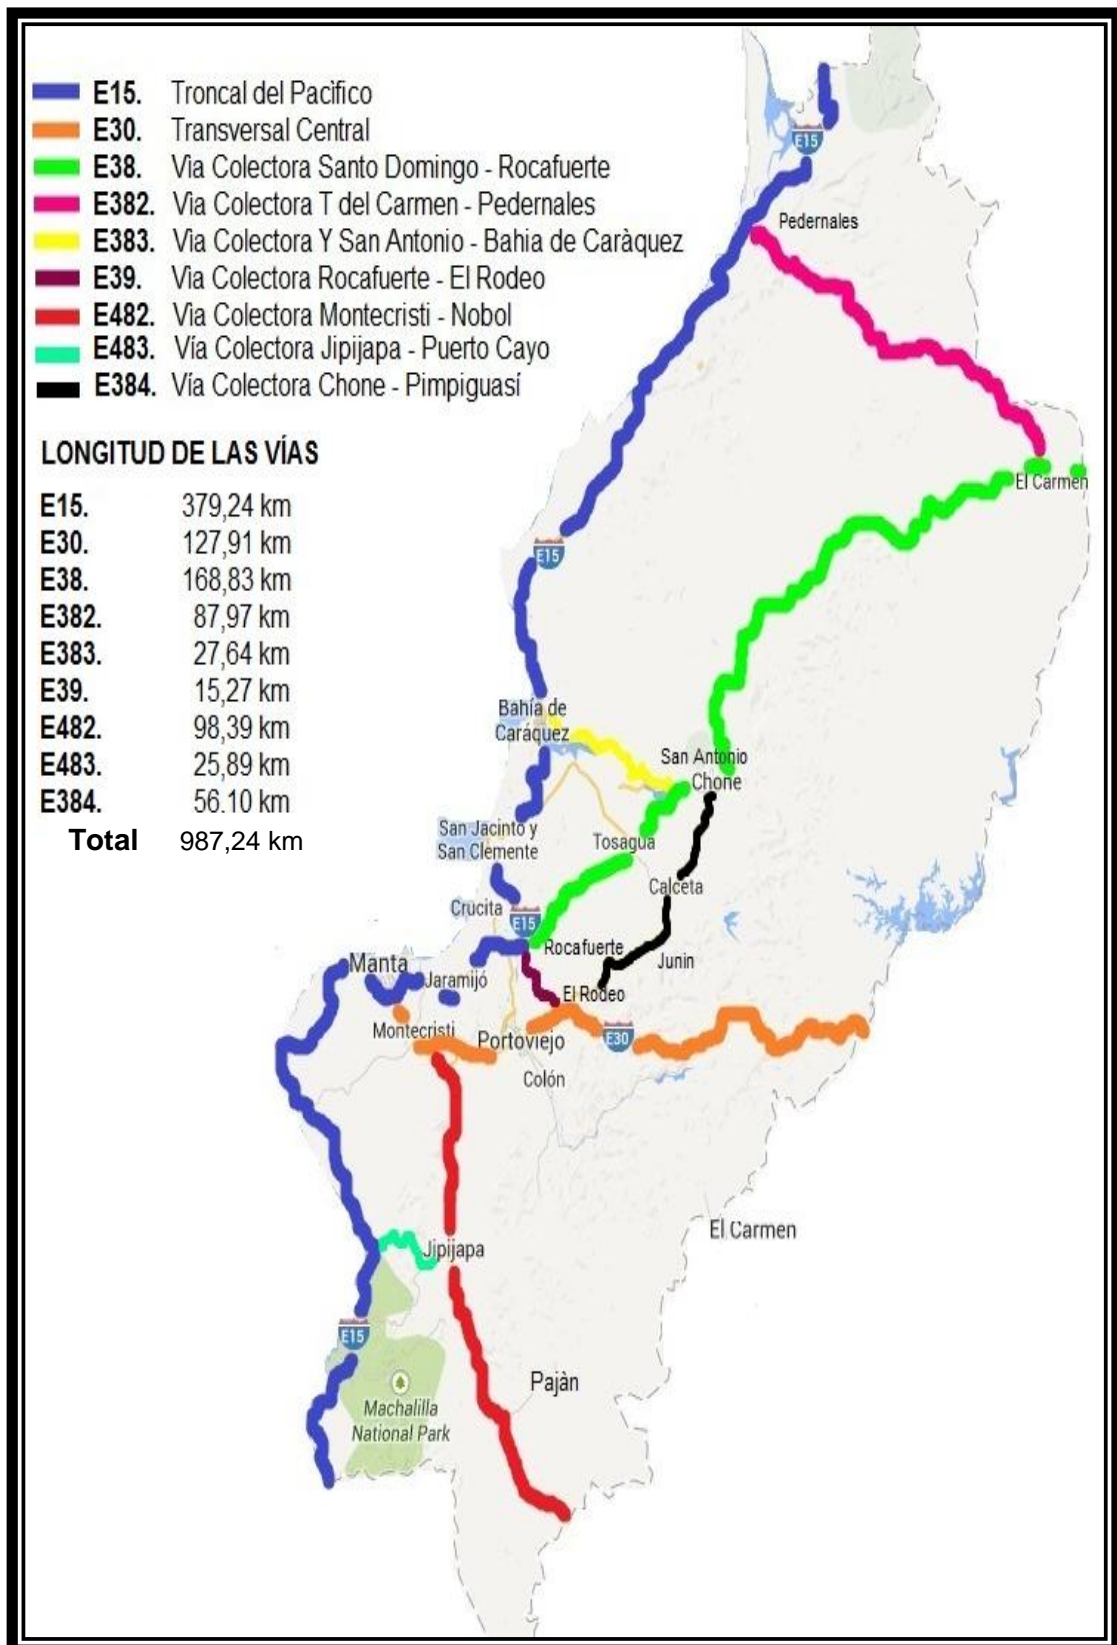 E15. Troncal del Pacìfico
E30. Transversal Central
E38. Vìa Colectora Santo Domingo - Rocafuerte
E382. Vìa Colectora T del Carmen - Pedernales
E383. Via Colectora Y San Antonio - Bahia de Caràquez
E39. Vìa Colectora Rocafuerte - El Rodeo
E482. Vìa Colectora Montecristi - Nobol
E483. Vía Colectora Jipijapa - Puerto Cayo
E384. Vía Colectora Chone - Pimpiguasí
LONGITUD DE LAS VÍAS
E15. 379,24 km
E30. 127,91 km
E38. 168,83 km
E382. 87,97 km
E383. 27,64 km
E39. 15,27 km
E482. 98,39 km
E483. 25,89 km
E384. 56.10 km
Total 987,24 km
E15
Pedernales
El Carmen
E15
Bahía de
Caráquez
San Antonio
Chone
San Jacinto y
San Clemente
Tosagua
Calceta
Crucita
E15
Rocafuerte
Junin
Manta
Jaramijó
El Rodeo
Montecristi
Portoviejo
E30
Colón
El Carmen
Jipijapa
E15
Pajàn
Machalilla
National Park